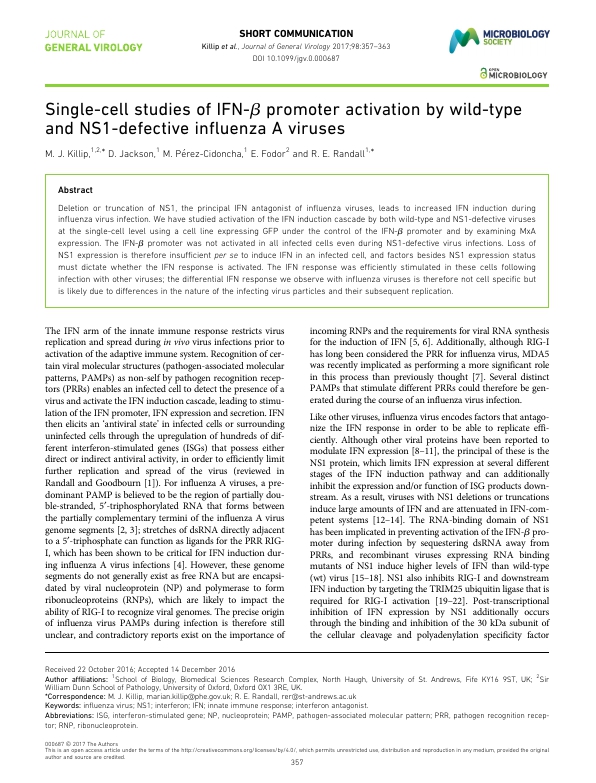 JOURNAL OF
GENERAL VIROLOGY
SHORT COMMUNICATION
Killip et al., Journal of General Virology 2017;98:357–363
DOI 10.1099/jgv.0.000687
MICROBIOLOGY
SOCIETY
OPEN
MICROBIOLOGY
Single-cell studies of IFN-β promoter activation by wild-type
and NS1-defective influenza A viruses
M. J. Killip,1,2,* D. Jackson,1 M. Pérez-Cidoncha,1 E. Fodor2 and R. E. Randall1,*
Abstract
Deletion or truncation of NS1, the principal IFN antagonist of influenza viruses, leads to increased IFN induction during
influenza virus infection. We have studied activation of the IFN induction cascade by both wild-type and NS1-defective viruses
at the single-cell level using a cell line expressing GFP under the control of the IFN-β promoter and by examining MxA
expression. The IFN-β promoter was not activated in all infected cells even during NS1-defective virus infections. Loss of
NS1 expression is therefore insufficient per se to induce IFN in an infected cell, and factors besides NS1 expression status
must dictate whether the IFN response is activated. The IFN response was efficiently stimulated in these cells following
infection with other viruses; the differential IFN response we observe with influenza viruses is therefore not cell specific but
is likely due to differences in the nature of the infecting virus particles and their subsequent replication.
The IFN arm of the innate immune response restricts virus
replication and spread during in vivo virus infections prior to
activation of the adaptive immune system. Recognition of cer-
tain viral molecular structures (pathogen-associated molecular
patterns, PAMPs) as non-self by pathogen recognition recep-
tors (PRRs) enables an infected cell to detect the presence of a
virus and activate the IFN induction cascade, leading to stimu-
lation of the IFN promoter, IFN expression and secretion. IFN
then elicits an 'antiviral state' in infected cells or surrounding
uninfected cells through the upregulation of hundreds of dif-
ferent interferon-stimulated genes (ISGs) that possess either
direct or indirect antiviral activity, in order to efficiently limit
further replication and spread of the virus (reviewed in
Randall and Goodbourn [1]). For influenza A viruses, a pre-
dominant PAMP is believed to be the region of partially dou-
ble-stranded, 5′-triphosphorylated RNA that forms between
the partially complementary termini of the influenza A virus
genome segments [2, 3]; stretches of dsRNA directly adjacent
to a 5′-triphosphate can function as ligands for the PRR RIG-
I, which has been shown to be critical for IFN induction dur-
ing influenza A virus infections [4]. However, these genome
segments do not generally exist as free RNA but are encapsi-
dated by viral nucleoprotein (NP) and polymerase to form
ribonucleoproteins (RNPs), which are likely to impact the
ability of RIG-I to recognize viral genomes. The precise origin
of influenza virus PAMPs during infection is therefore still
unclear, and contradictory reports exist on the importance of
incoming RNPs and the requirements for viral RNA synthesis
for the induction of IFN [5, 6]. Additionally, although RIG-I
has long been considered the PRR for influenza virus, MDA5
was recently implicated as performing a more significant role
in this process than previously thought [7]. Several distinct
PAMPs that stimulate different PRRs could therefore be gen-
erated during the course of an influenza virus infection.
Like other viruses, influenza virus encodes factors that antago-
nize the IFN response in order to be able to replicate effi-
ciently. Although other viral proteins have been reported to
modulate IFN expression [8–11], the principal of these is the
NS1 protein, which limits IFN expression at several different
stages of the IFN induction pathway and can additionally
inhibit the expression and/or function of ISG products down-
stream. As a result, viruses with NS1 deletions or truncations
induce large amounts of IFN and are attenuated in IFN-com-
petent systems [12–14]. The RNA-binding domain of NS1
has been implicated in preventing activation of the IFN-β pro-
moter during infection by sequestering dsRNA away from
PRRs, and recombinant viruses expressing RNA binding
mutants of NS1 induce higher levels of IFN than wild-type
(wt) virus [15–18]. NS1 also inhibits RIG-I and downstream
IFN induction by targeting the TRIM25 ubiquitin ligase that is
required for RIG-I activation [19–22]. Post-transcriptional
inhibition of IFN expression by NS1 additionally occurs
through the binding and inhibition of the 30 kDa subunit of
the cellular cleavage and polyadenylation specificity factor
Received 22 October 2016; Accepted 14 December 2016
Author affiliations: 1School of Biology, Biomedical Sciences Research Complex, North Haugh, University of St. Andrews, Fife KY16 9ST, UK; 2Sir
William Dunn School of Pathology, University of Oxford, Oxford OX1 3RE, UK.
*Correspondence: M. J. Killip, marian.killip@phe.gov.uk; R. E. Randall, rer@st-andrews.ac.uk
Keywords: influenza virus; NS1; interferon; IFN; innate immune response; interferon antagonist.
Abbreviations: ISG, interferon-stimulated gene; NP, nucleoprotein; PAMP, pathogen-associated molecular pattern; PRR, pathogen recognition recep-
tor; RNP, ribonucleoprotein.
000687 © 2017 The Authors
This is an open access article under the terms of the http://creativecommons.org/licenses/by/4.0/, which permits unrestricted use, distribution and reproduction in any medium, provided the original
author and source are credited.
357